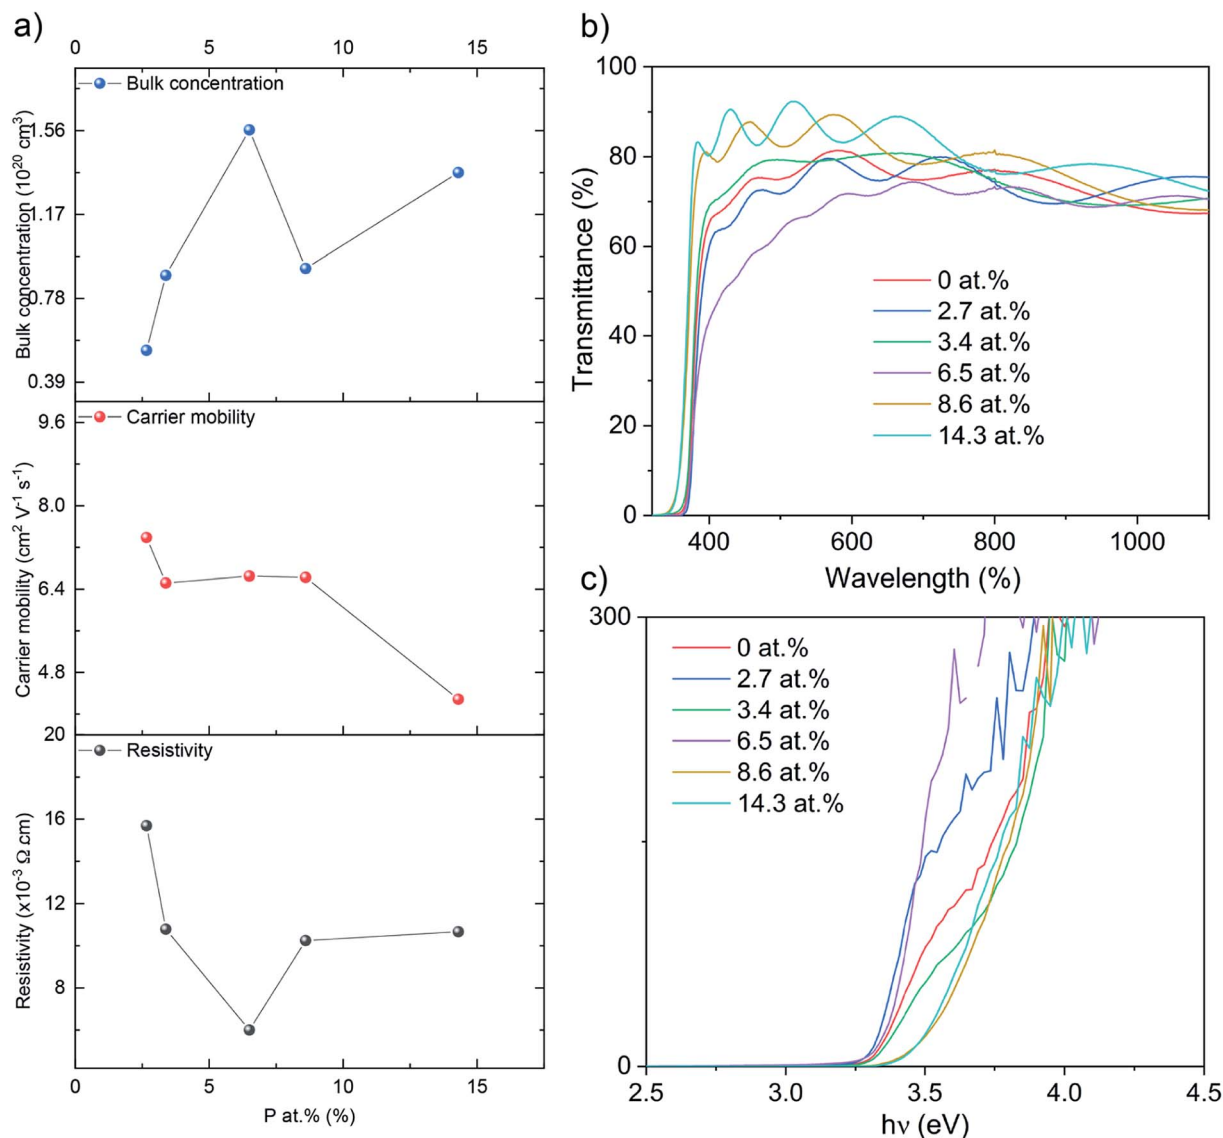 a)
0 5 10 15
Bulk concentration
Bulk concentration (10²⁰ cm³)
1.56
1.17
0.78
0.39
Carrier mobility
Carrier mobility (cm² V⁻¹ s⁻¹)
9.6
8.0
6.4
4.8
20
Resistivity
Resistivity (x10⁻³ Ω cm)
16
12
8
0 5 10 15
P at.% (%)
b)
Transmittance (%)
100
80
60
40
20
0
0 at.%
2.7 at.%
3.4 at.%
6.5 at.%
8.6 at.%
14.3 at.%
400 600 800 1000
Wavelength (%)
c)
300
0
0 at.%
2.7 at.%
3.4 at.%
6.5 at.%
8.6 at.%
14.3 at.%
2.5 3.0 3.5 4.0 4.5
hν (eV)